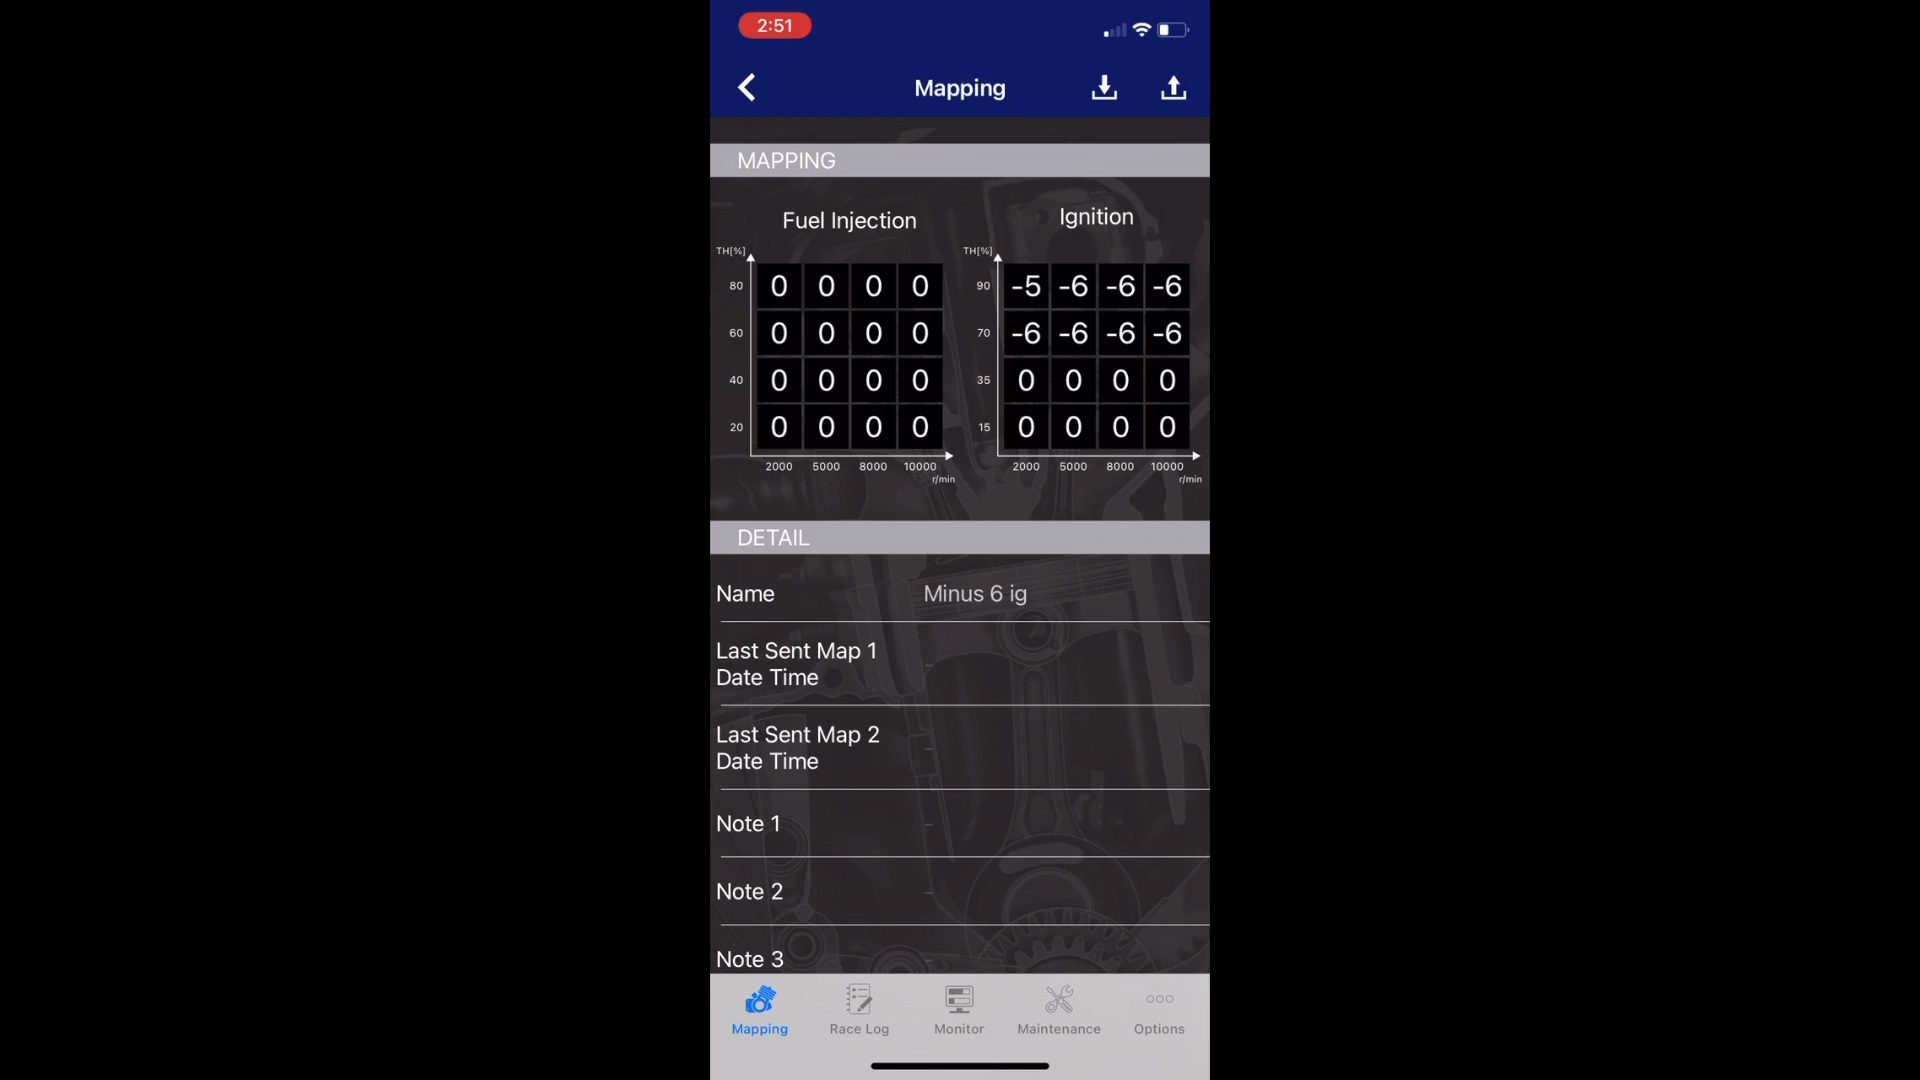 2:51
Mapping
MAPPING
Fuel Injection
TH[%]
80 0 0 0 0
60 0 0 0 0
40 0 0 0 0
20 0 0 0 0
2000 5000 8000 10000
r/min
Ignition
TH[%]
90 -5 -6 -6 -6
70 -6 -6 -6 -6
35 0 0 0 0
15 0 0 0 0
2000 5000 8000 10000
r/min
DETAIL
Name Minus 6 ig
Last Sent Map 1
Date Time
-
Last Sent Map 2
Date Time
-
Note 1 -
Note 2 -
Note 3 -
Mapping Race Log Monitor Maintenance Options